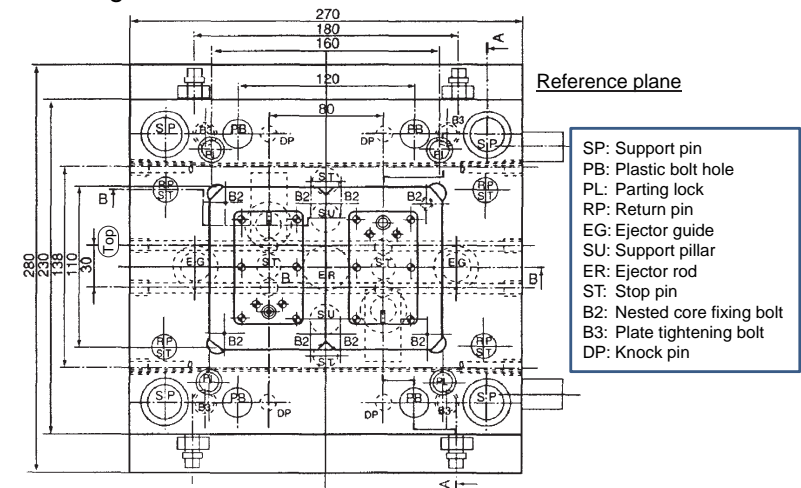 270
180
160
120
80
A
Reference plane
SP
B3
PB
DP
DP
PB
B3
SP
PL
PL
ST
RP
ST
RP
ST
B
B2
B2
B2
B2
SU
Top
280
230
138
110
30
EG
ST
B
ER
ST
EG
B
SU
B2
B2
B2
B2
RP
ST
ST
RP
ST
PL
PL
SP
B3
PB
DP
DP
PB
B3
SP
A
SP: Support pin
PB: Plastic bolt hole
PL: Parting lock
RP: Return pin
EG: Ejector guide
SU: Support pillar
ER: Ejector rod
ST: Stop pin
B2: Nested core fixing bolt
B3: Plate tightening bolt
DP: Knock pin